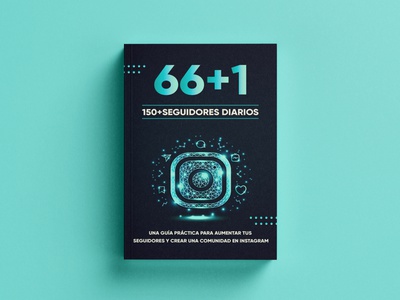 66+1
150+SEGUIDORES DIARIOS
UNA GUÍA PRÁCTICA PARA AUMENTAR TUS
SEGUIDORES Y CREAR UNA COMUNIDAD EN INSTAGRAM